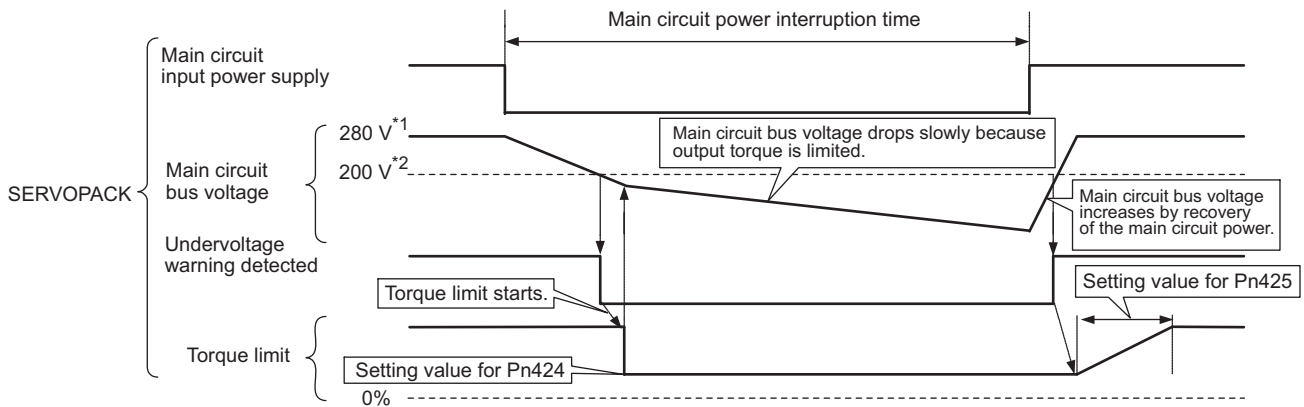 Main circuit power interruption time
Main circuit
input power supply
280 V*1
Main circuit bus voltage drops slowly because
output torque is limited.
200 V*2
Main circuit
bus voltage
SERVOPACK
Main circuit bus voltage
increases by recovery
of the main circuit power.
Undervoltage
warning detected
Torque limit starts.
Setting value for Pn425
Torque limit
Setting value for Pn424
0%